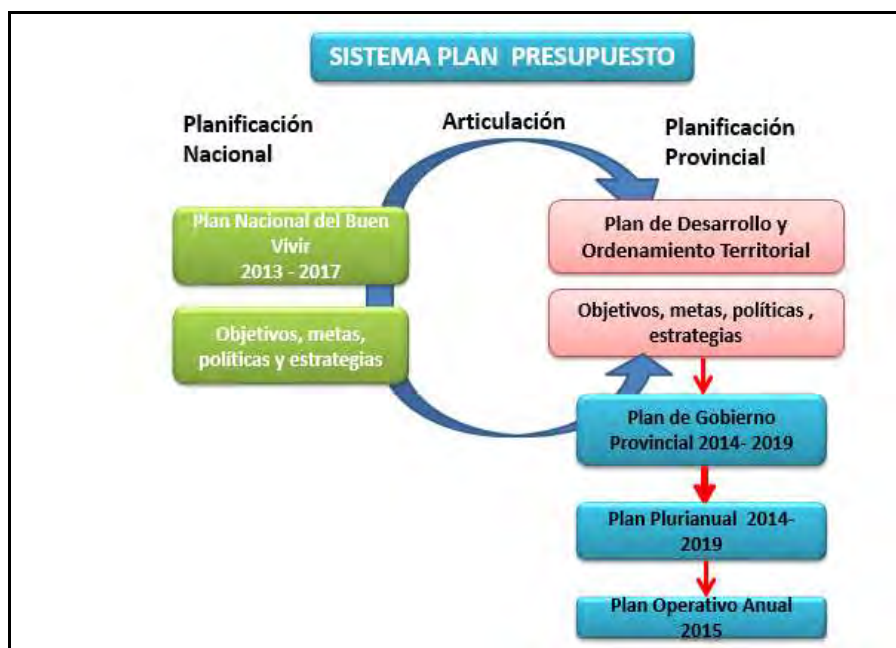 SISTEMA PLAN PRESUPUESTO
Planificación
Nacional
Articulación
Planificación
Provincial
Plan Nacional del Buen
Vivir
2013 - 2017
Objetivos, metas,
políticas y estrategias
Plan de Desarrollo y
Ordenamiento Territorial
Objetivos, metas, políticas ,
estrategias
Plan de Gobierno
Provincial 2014- 2019
Plan Plurianual 2014-
2019
Plan Operativo Anual
2015